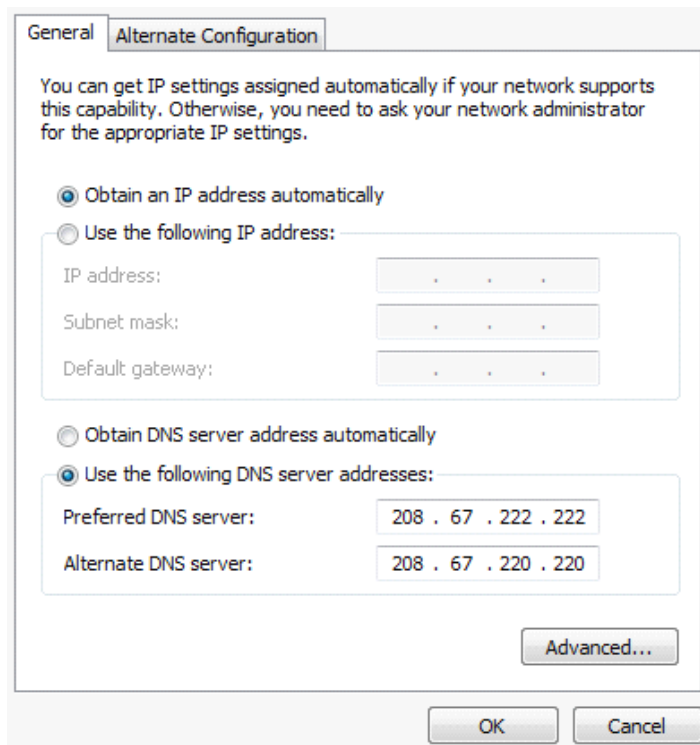 General
Alternate Configuration
You can get IP settings assigned automatically if your network supports
this capability. Otherwise, you need to ask your network administrator
for the appropriate IP settings.
Obtain an IP address automatically
Use the following IP address:
IP address: . . .
Subnet mask: . . .
Default gateway: . . .
Obtain DNS server address automatically
Use the following DNS server addresses:
Preferred DNS server: 208 . 67 . 222 . 222
Alternate DNS server: 208 . 67 . 220 . 220
Advanced...
OK Cancel